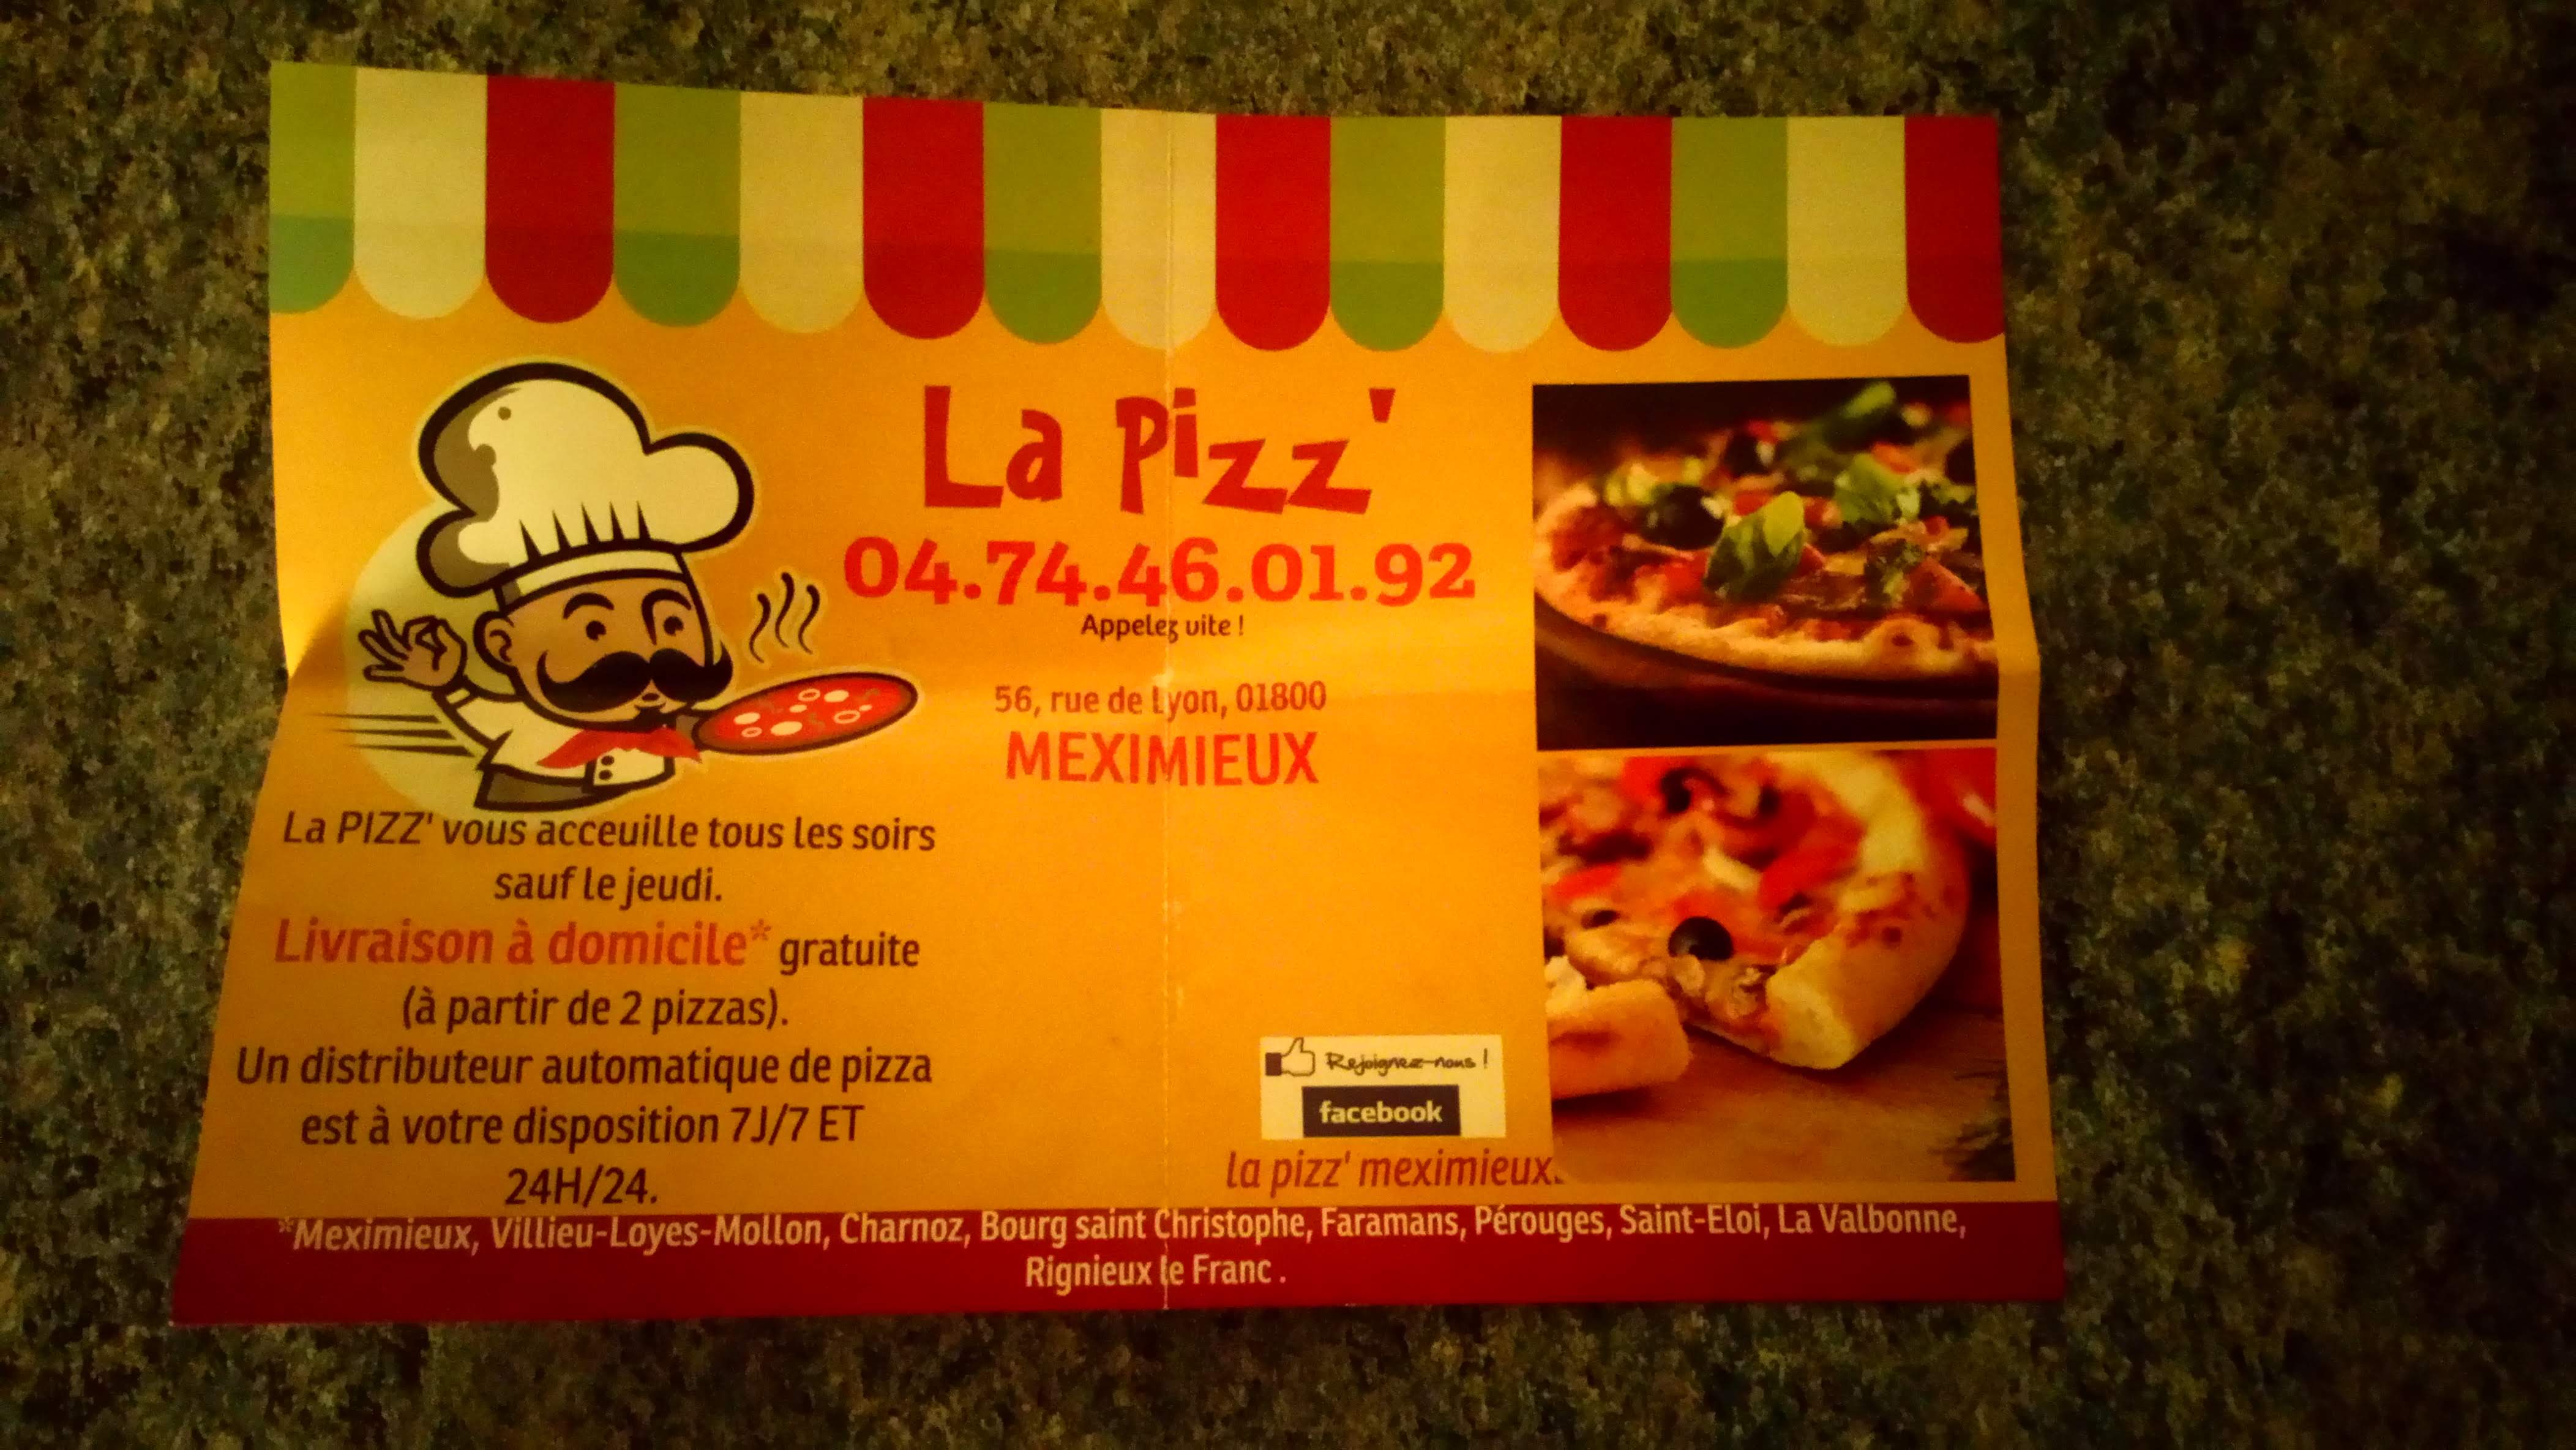 La Pizz'
04.74.46.01.92
Appelez vite !
56, rue de Lyon, 01800
MEXIMIEUX
La PIZZ' vous acceuille tous les soirs
sauf le jeudi.
Livraison à domicile* gratuite
(à partir de 2 pizzas).
Un distributeur automatique de pizza
est à votre disposition 7J/7 ET
24H/24.
Rejoignez-nous !
facebook
la pizz' meximieux.
*Meximieux, Villieu-Loyes-Mollon, Charnoz, Bourg saint Christophe, Faramans, Pérouges, Saint-Eloi, La Valbonne,
Rignieux le Franc .